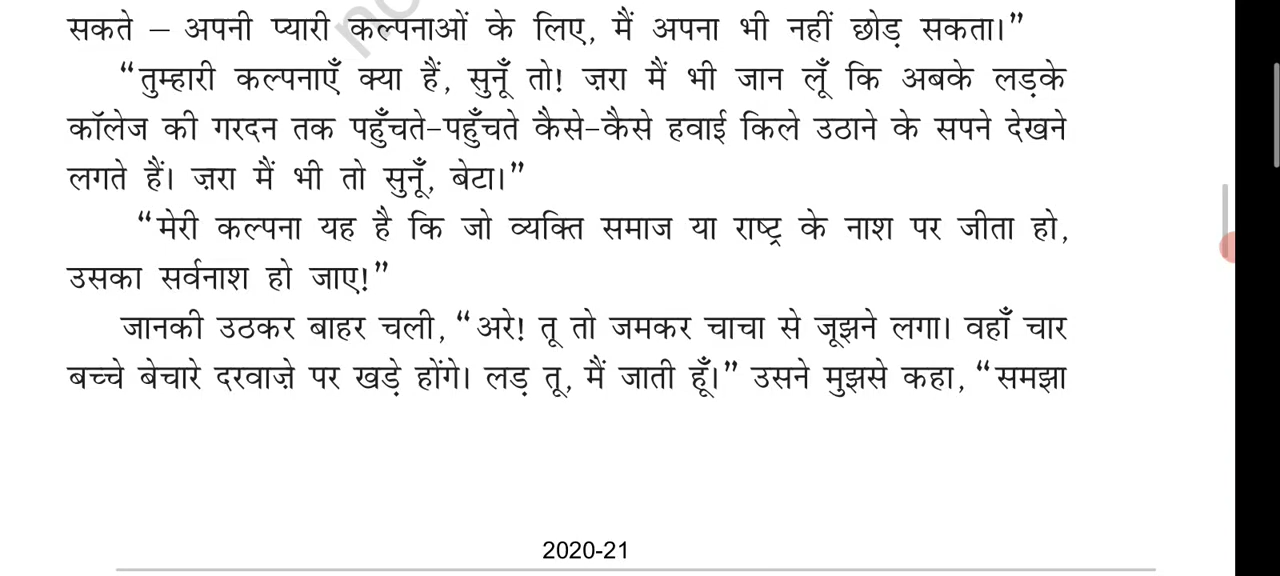 सकते – अपनी प्यारी कल्पनाओं के लिए, मैं अपना भी नहीं छोड़ सकता।”
“तुम्हारी कल्पनाएँ क्या हैं, सुनूँ तो! ज़रा मैं भी जान लूँ कि अबके लड़के
कॉलेज की गरदन तक पहुँचते-पहुँचते कैसे-कैसे हवाई किले उठाने के सपने देखने
लगते हैं। ज़रा मैं भी तो सुनूँ, बेटा।”
“मेरी कल्पना यह है कि जो व्यक्ति समाज या राष्ट्र के नाश पर जीता हो,
उसका सर्वनाश हो जाए!”
जानकी उठकर बाहर चली, “अरे! तू तो जमकर चाचा से जूझने लगा। वहाँ चार
बच्चे बेचारे दरवाज़े पर खड़े होंगे। लड़ तू, मैं जाती हूँ।” उसने मुझसे कहा, “समझा
2020-21